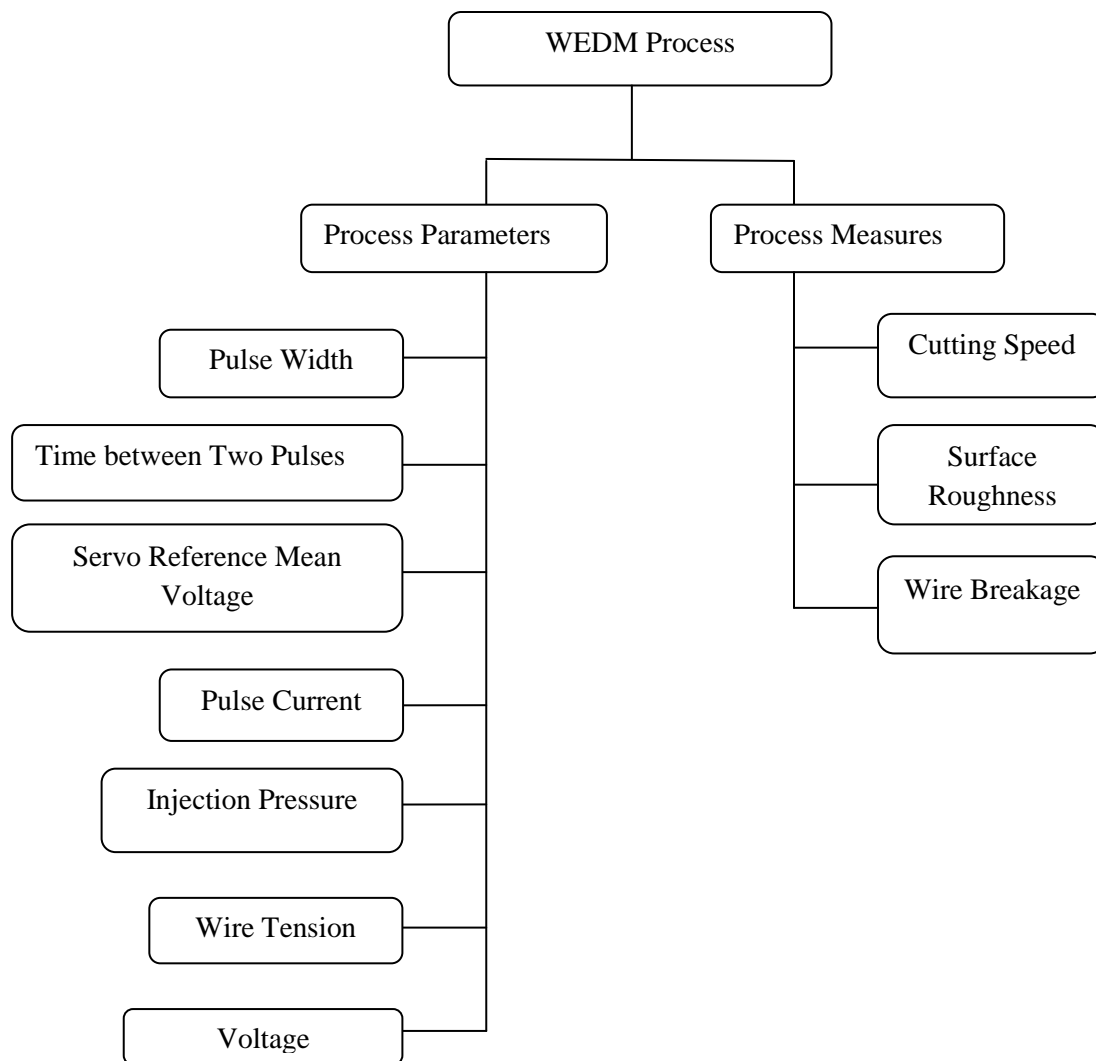 WEDM Process
Process Parameters
Process Measures
Pulse Width
Time between Two Pulses
Servo Reference Mean
Voltage
Pulse Current
Injection Pressure
Wire Tension
Voltage
Cutting Speed
Surface
Roughness
Wire Breakage